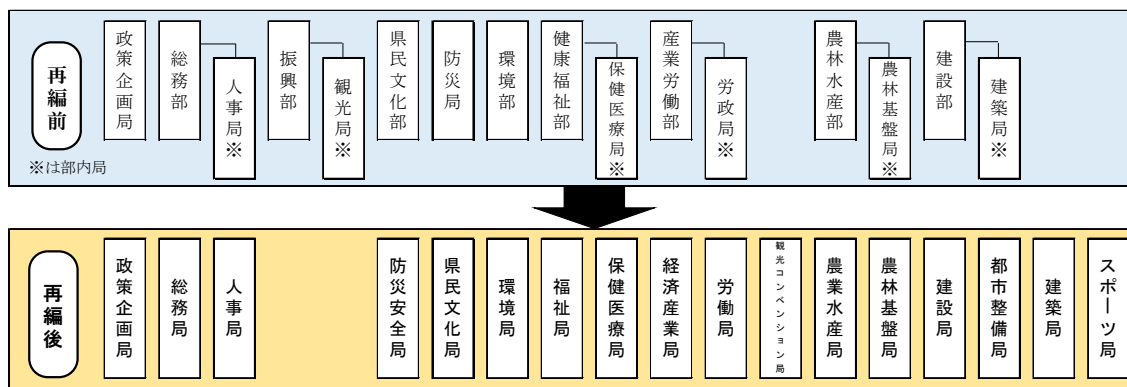 再編前
政策企画局
総務部
人事局※
振興部
観光局※
県民文化部
防災局
環境部
健康福祉部
保健医療局※
産業労働部
労政局※
農林水産部
農林基盤局※
建設部
建築局※
※は部内局
再編後
政策企画局
総務局
人事局
防災安全局
県民文化局
環境局
福祉局
保健医療局
経済産業局
労働局
観光コンベンション局
農業水産局
農林基盤局
建設局
都市整備局
建築局
スポーツ局